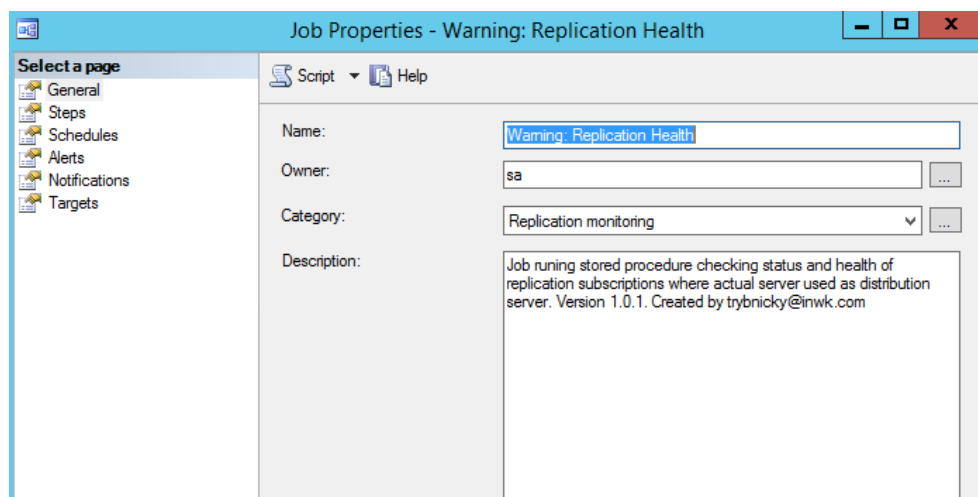 Job Properties - Warning: Replication Health
Select a page
General
Steps
Schedules
Alerts
Notifications
Targets
Script Help
Name: Warning: Replication Health
Owner: sa ...
Category: Replication monitoring ...
Description:
Job runing stored procedure checking status and health of
replication subscriptions where actual server used as distribution
server. Version 1.0.1. Created by trybnicky@inwk.com